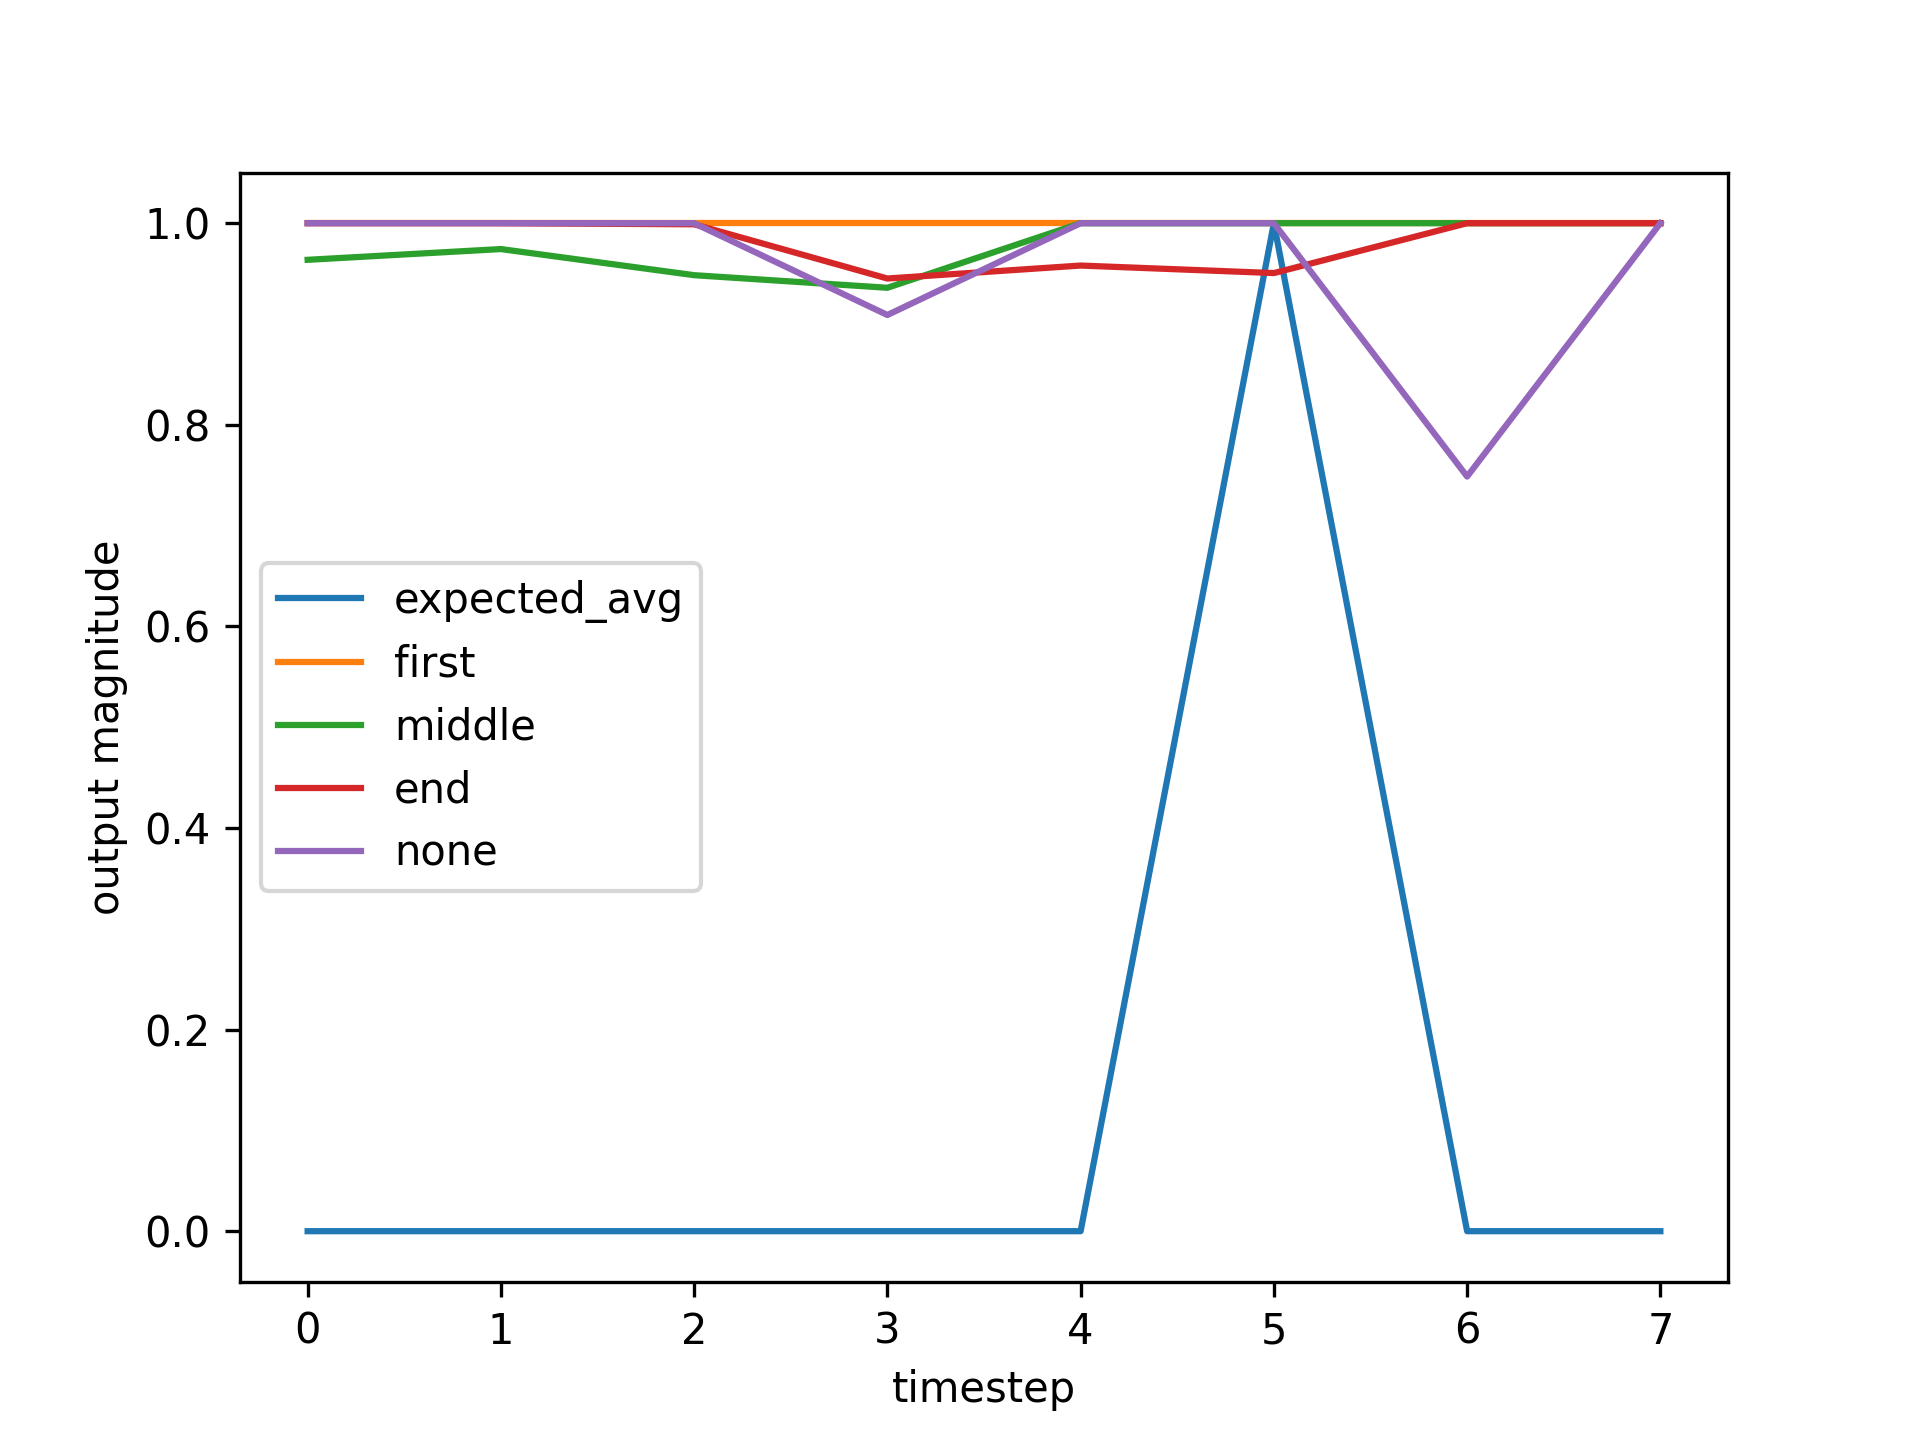 1.0
0.8
0.6
0.4
0.2
0.0
output magnitude
expected_avg
first
middle
end
none
0 1 2 3 4 5 6 7
timestep